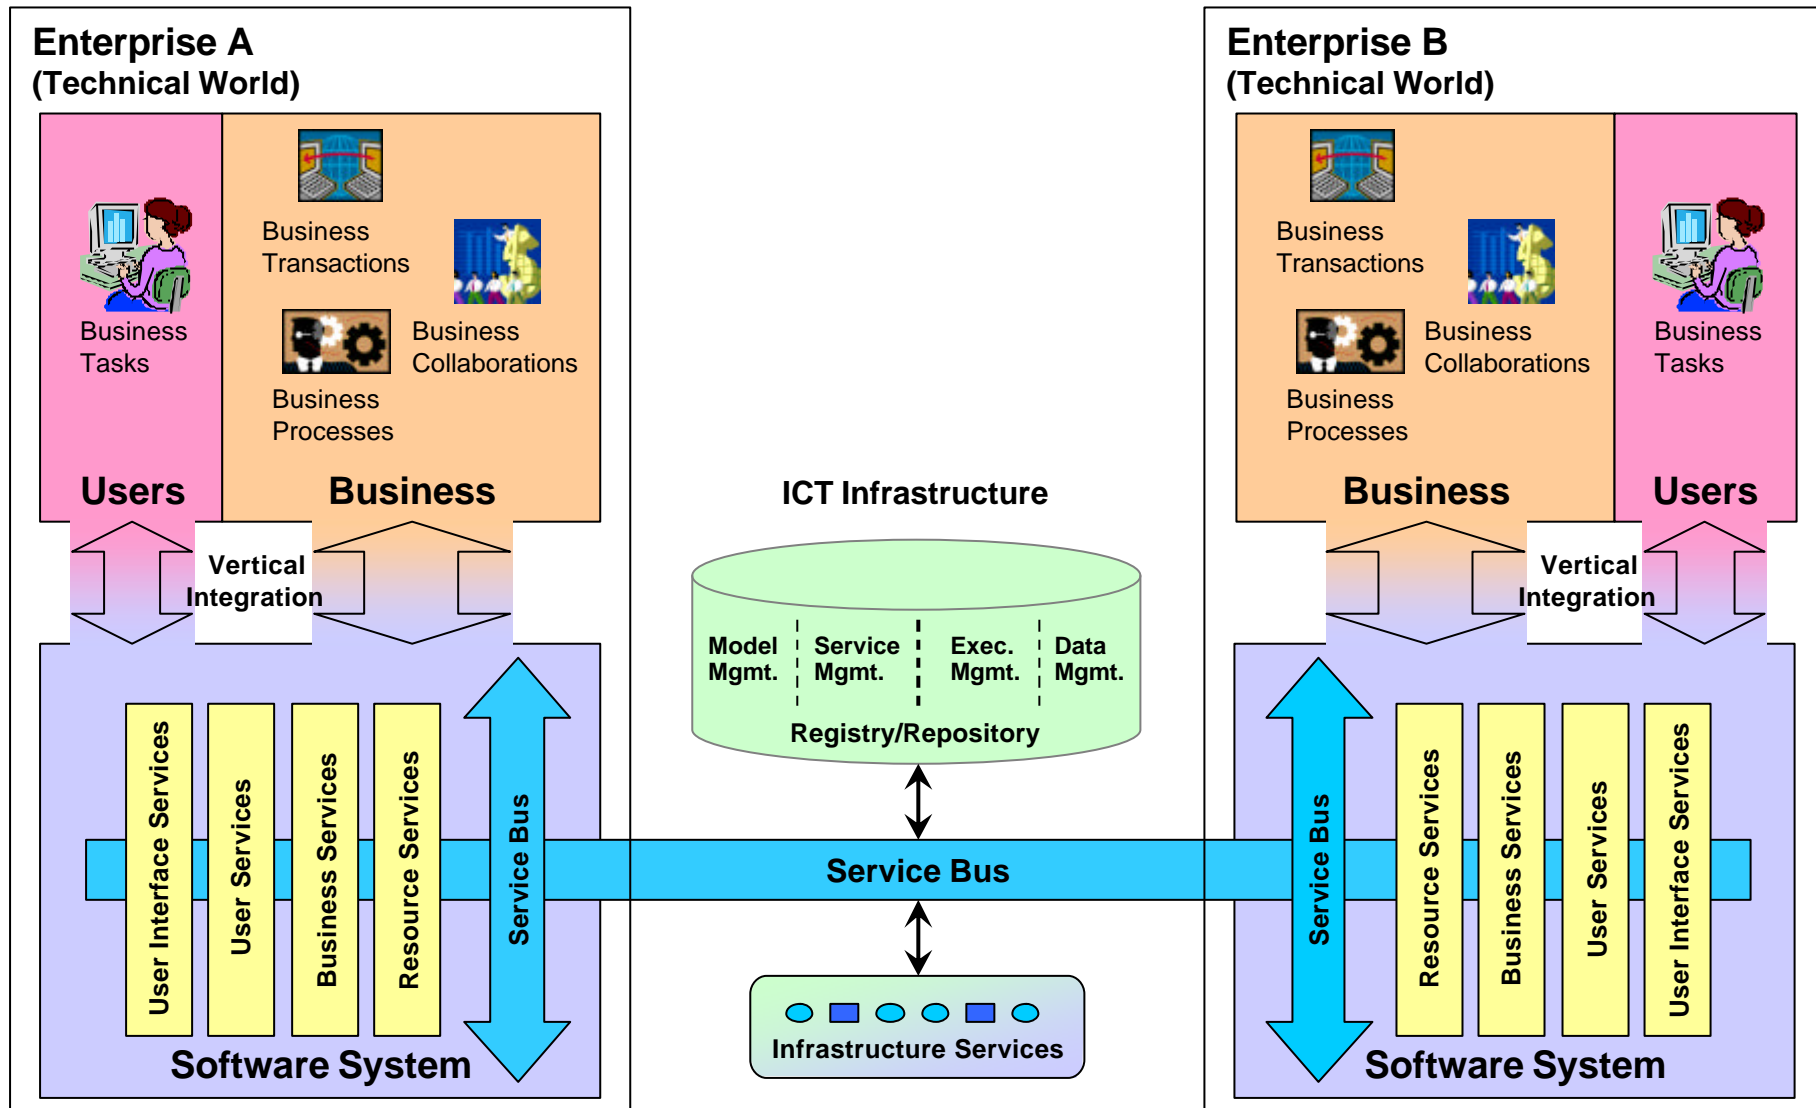 Enterprise A
(Technical World)
Business
Transactions
Business
Tasks
Business
Collaborations
Business
Processes
Users
Business
Vertical
Integration
User Interface Services
User Services
Business Services
Resource Services
Service Bus
Software System
ICT Infrastructure
Model
Mgmt.
Service
Mgmt.
Exec.
Mgmt.
Data
Mgmt.
Registry/Repository
Service Bus
Infrastructure Services
Enterprise B
(Technical World)
Business
Transactions
Business
Collaborations
Business
Tasks
Business
Processes
Business
Users
Vertical
Integration
Service Bus
Resource Services
Business Services
User Services
User Interface Services
Software System